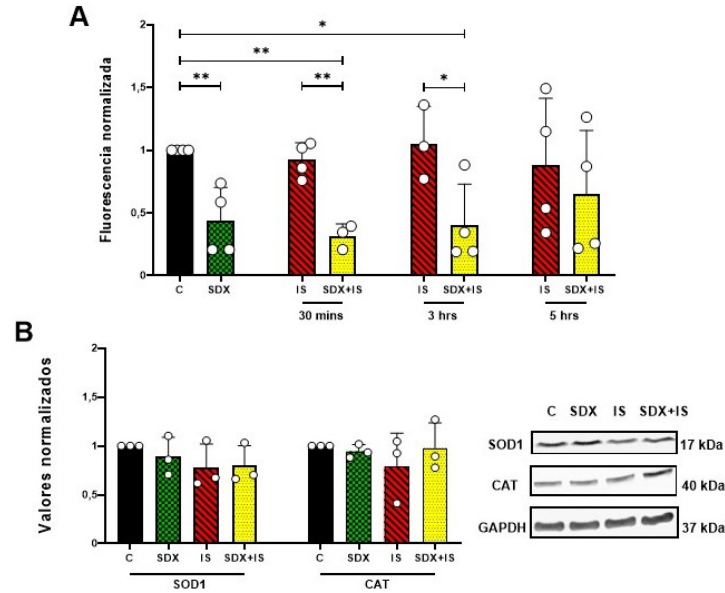 A
Fluorescencia normalizada
2
1,5
1
0,5
0
*
**
** ** *
C SDX IS SDX+IS IS SDX+IS IS SDX+IS
30 mins 3 hrs 5 hrs
B
Valores normalizados
2
1,5
1
0,5
0
C SDX IS SDX+IS C SDX IS SDX+IS
SOD1 CAT
C SDX IS SDX+IS
SOD1 17 kDa
CAT 40 kDa
GAPDH 37 kDa